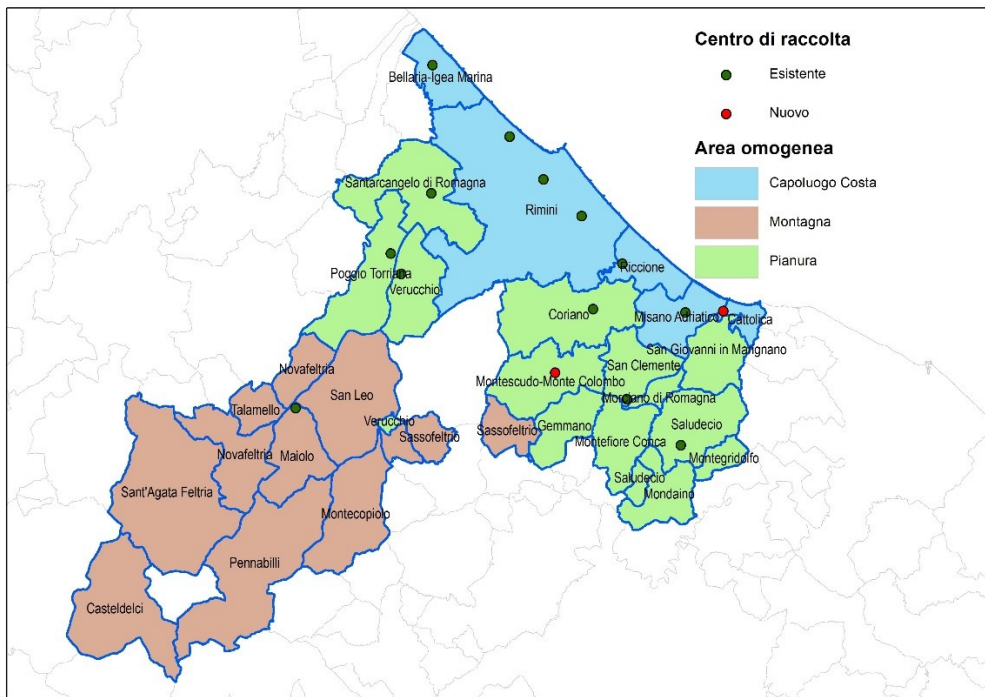 Centro di raccolta
Esistente
Nuovo
Area omogenea
Capoluogo Costa
Montagna
Pianura
Bellaria-Igea Marina
Santarcangelo di Romagna
Rimini
Poggio Torriana
Verucchio
Riccione
Coriano
Misano Adriatico
Cattolica
San Giovanni in Marignano
San Clemente
Montescudo-Monte Colombo
Novafeltria
San Leo
Morciano di Romagna
Talamello
Verucchio
Sassofeltrio
Sassofeltrio
Gemmano
Saludecio
Montefiore Conca
Novafeltria
Maiolo
Montegridolfo
Sant'Agata Feltria
Saludecio
Mondaino
Montecopiolo
Pennabilli
Casteldelci